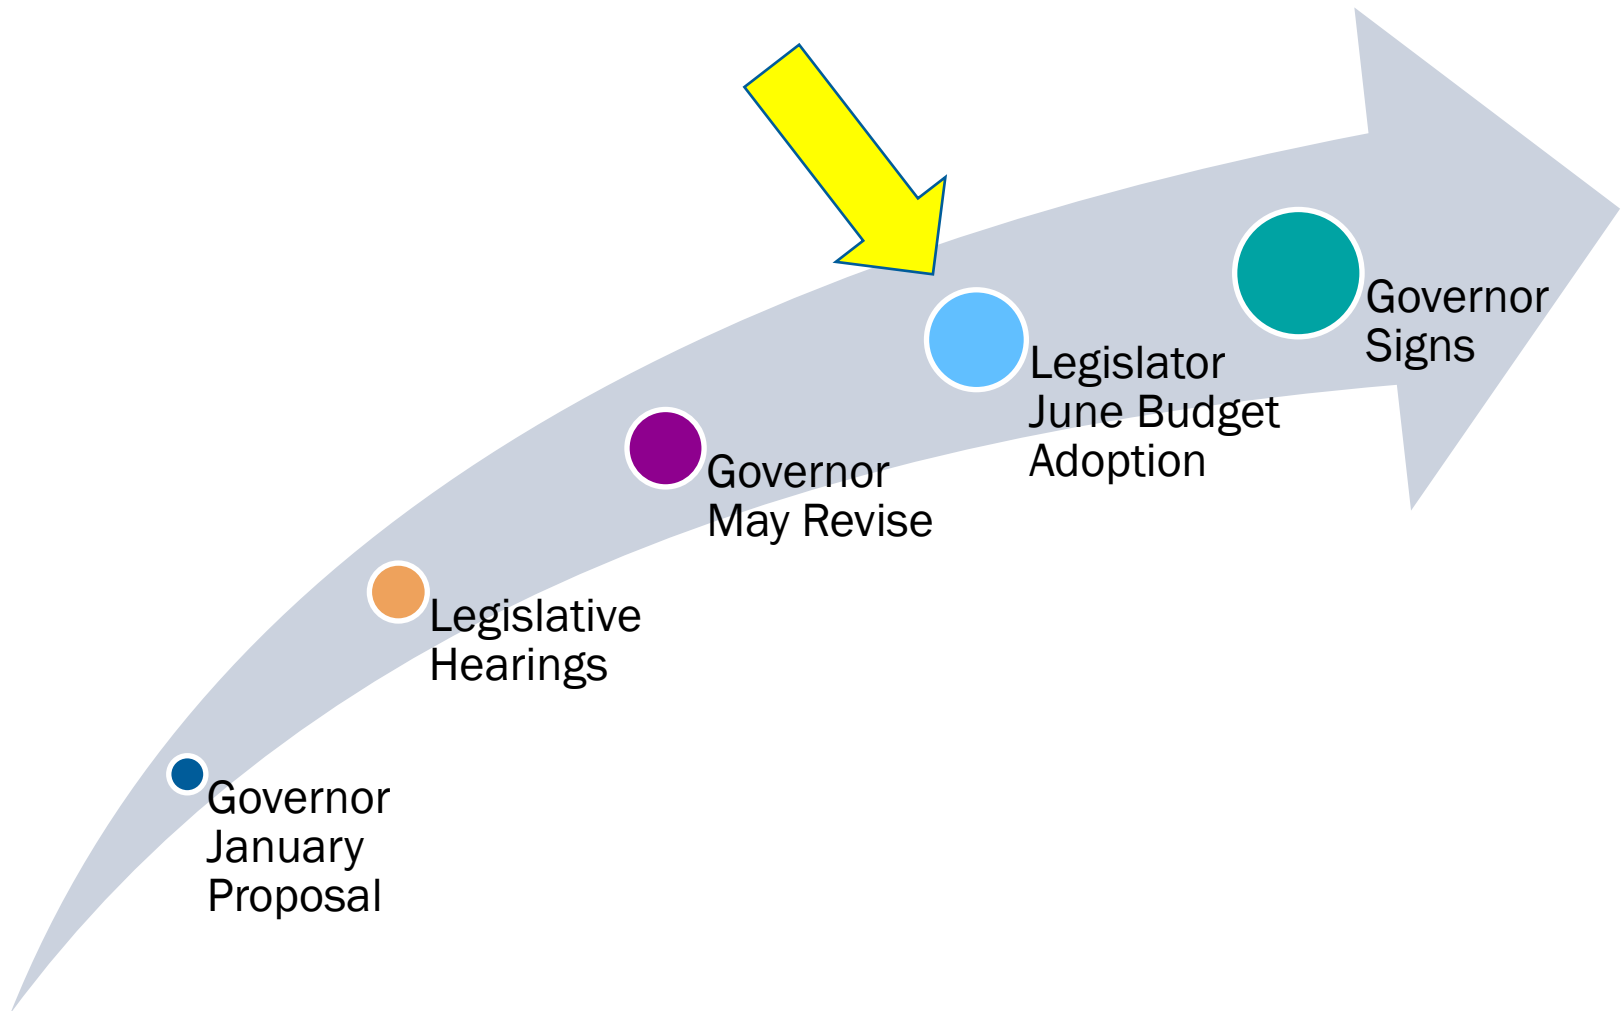 Governor
January
Proposal
Legislative
Hearings
Governor
May Revise
Legislator
June Budget
Adoption
Governor
Signs